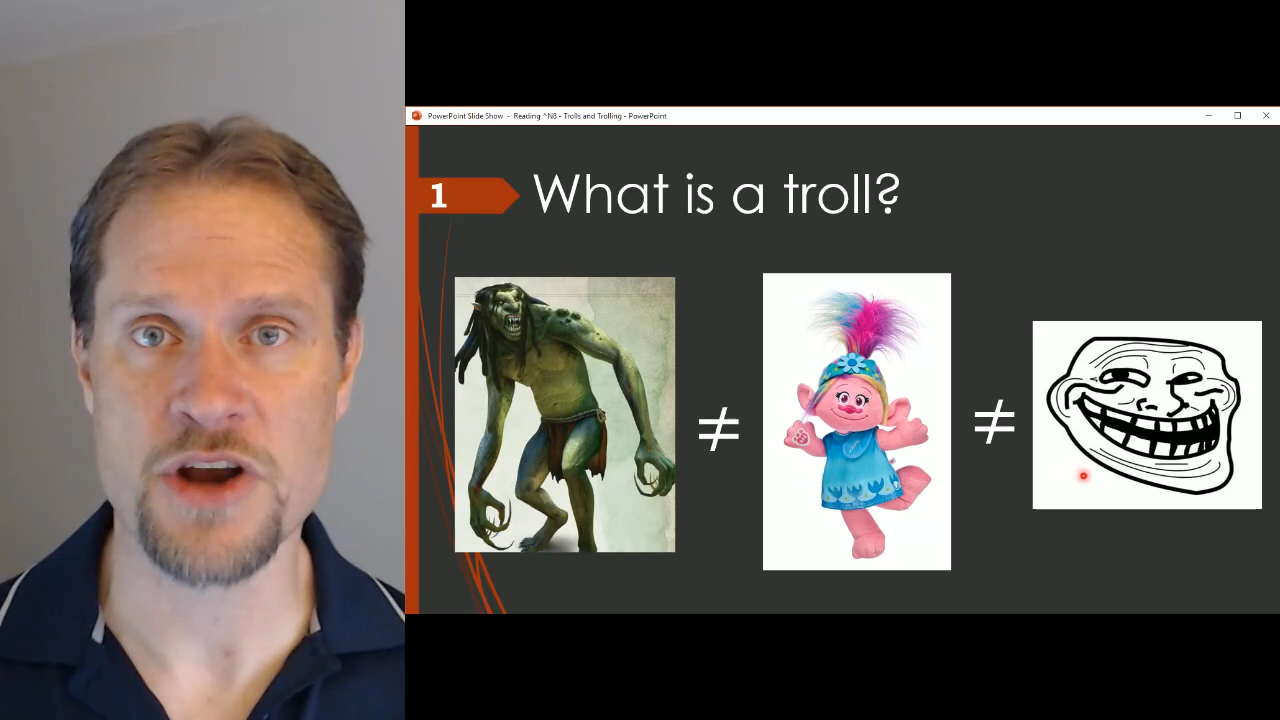 PowerPoint Slide Show - Reading ^N8 - Trolls and Trolling - PowerPoint
1
What is a troll?
≠ ≠